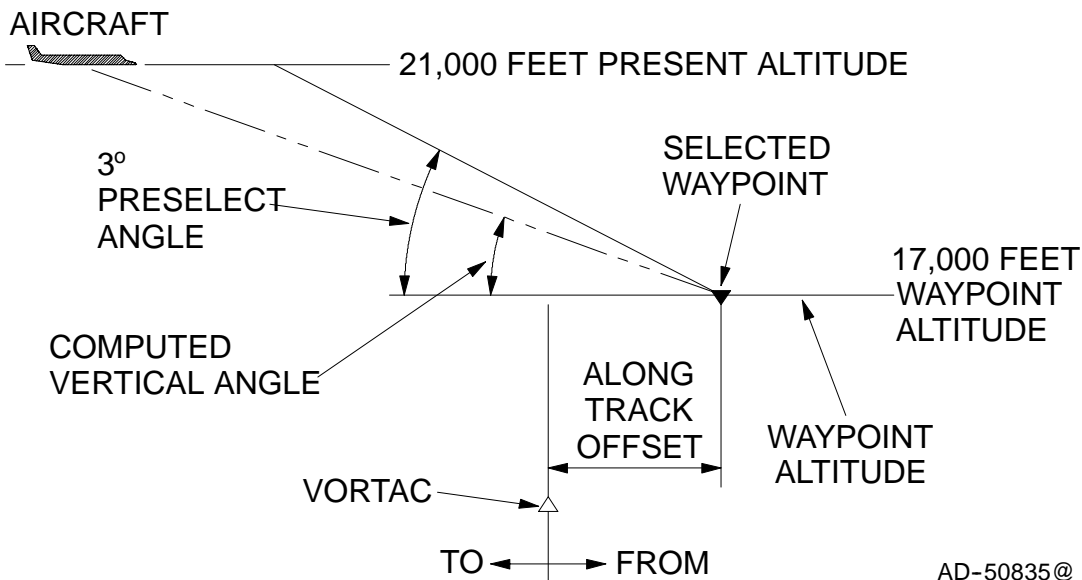 AIRCRAFT
21,000 FEET PRESENT ALTITUDE
3º
PRESELECT
ANGLE
SELECTED
WAYPOINT
17,000 FEET
WAYPOINT
ALTITUDE
COMPUTED
VERTICAL ANGLE
ALONG
TRACK
OFFSET
WAYPOINT
ALTITUDE
VORTAC
TO
FROM
AD-50835@